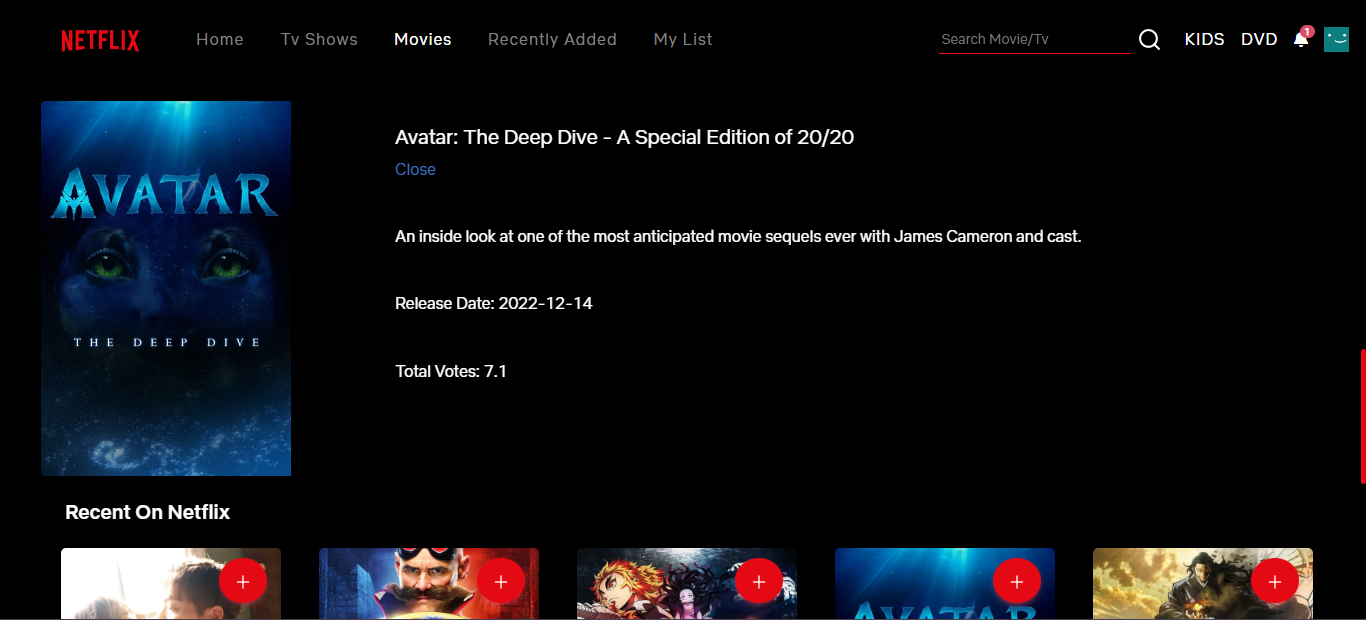 NETFLIX Home Tv Shows Movies Recently Added My List Search Movie/Tv KIDS DVD 1
AVATAR
THE DEEP DIVE
Avatar: The Deep Dive - A Special Edition of 20/20
Close
An inside look at one of the most anticipated movie sequels ever with James Cameron and cast.
Release Date: 2022-12-14
Total Votes: 7.1
Recent On Netflix
+ + + + +
AVATAR